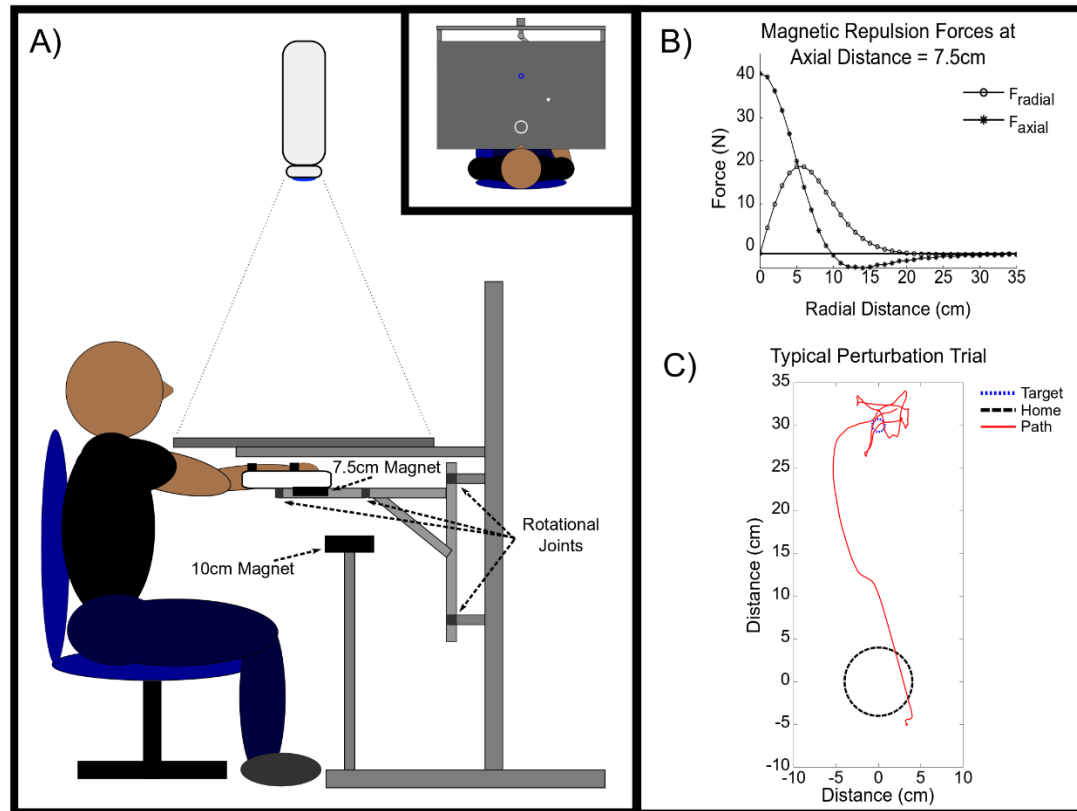 A)
7.5cm Magnet
10cm Magnet
Rotational
Joints
B)
Magnetic Repulsion Forces at
Axial Distance = 7.5cm
40
30
20
10
0
Force (N)
F radial
F axial
0 5 10 15 20 25 30 35
Radial Distance (cm)
C)
Typical Perturbation Trial
35
30
25
20
15
10
5
0
-5
-10
Distance (cm)
Target
Home
Path
-10 -5 0 5 10
Distance (cm)